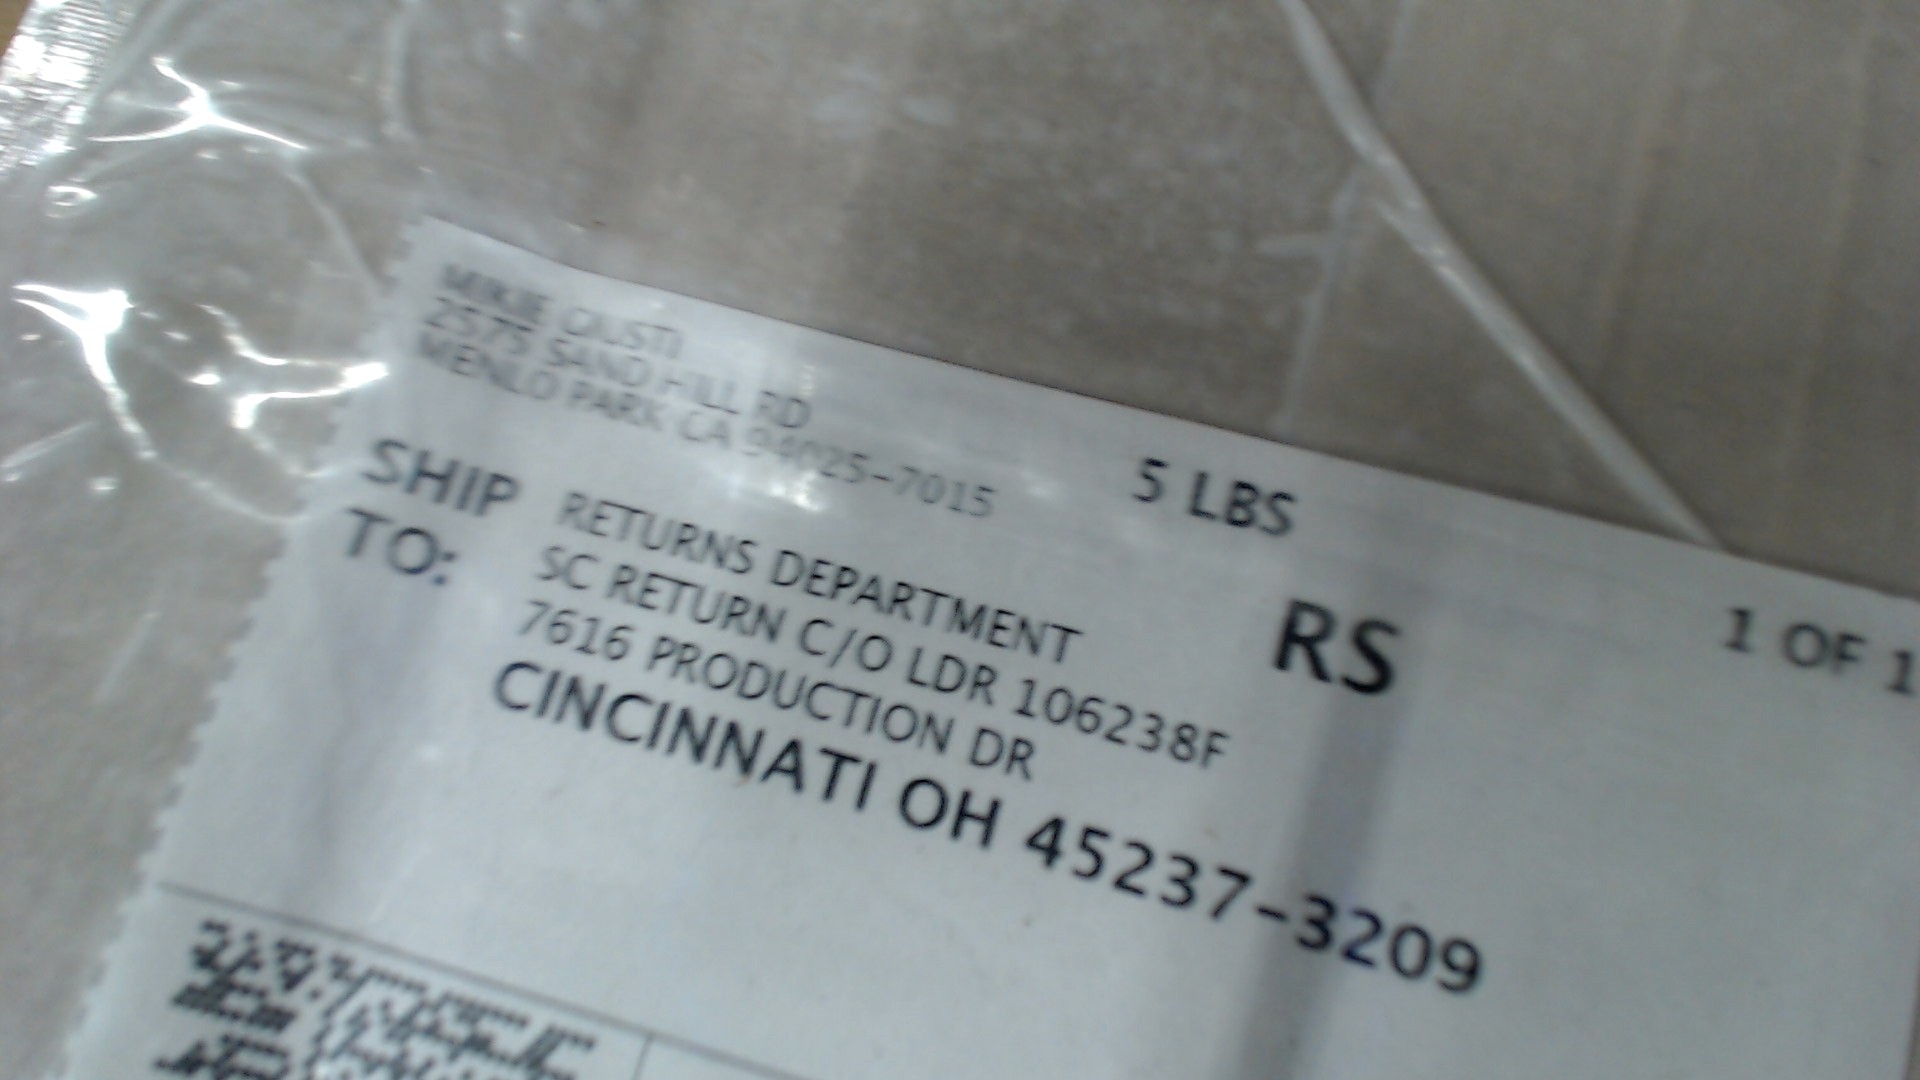 MIKIE GIUSTI
2575 SAND HILL RD
MENLO PARK CA 94025-7015
5 LBS
RS
1 OF 1
SHIP TO:
RETURNS DEPARTMENT
SC RETURN C/O LDR 106238F
7616 PRODUCTION DR
CINCINNATI OH 45237-3209